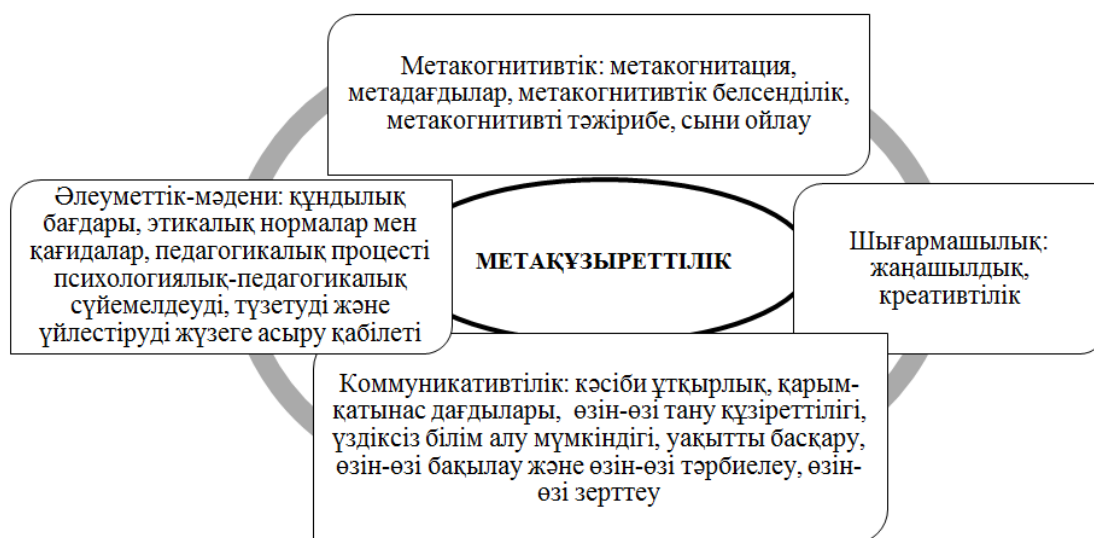 Метакогнитивтік: метакогнитация,
метадағдылар, метакогнитивтік белсенділік,
метакогнитивті тәжірибе, сыни ойлау
Әлеуметтік-мәдени: құндылық
бағдары, этикалық нормалар мен
қағидалар, педагогикалық процесті
психологиялық-педагогикалық
сүйемелдеуді, түзетуді және
үйлестіруді жүзеге асыру қабілеті
МЕТАҚҰЗЫРЕТТІЛІК
Шығармашылық:
жаңашылдық,
креативтілік
Коммуникативтілік: кәсіби ұтқырлық, қарым-
қатынас дағдылары, өзін-өзі тану құзіреттілігі,
үздіксіз білім алу мүмкіндігі, уақытты басқару,
өзін-өзі бақылау және өзін-өзі тәрбиелеу, өзін-
өзі зерттеу